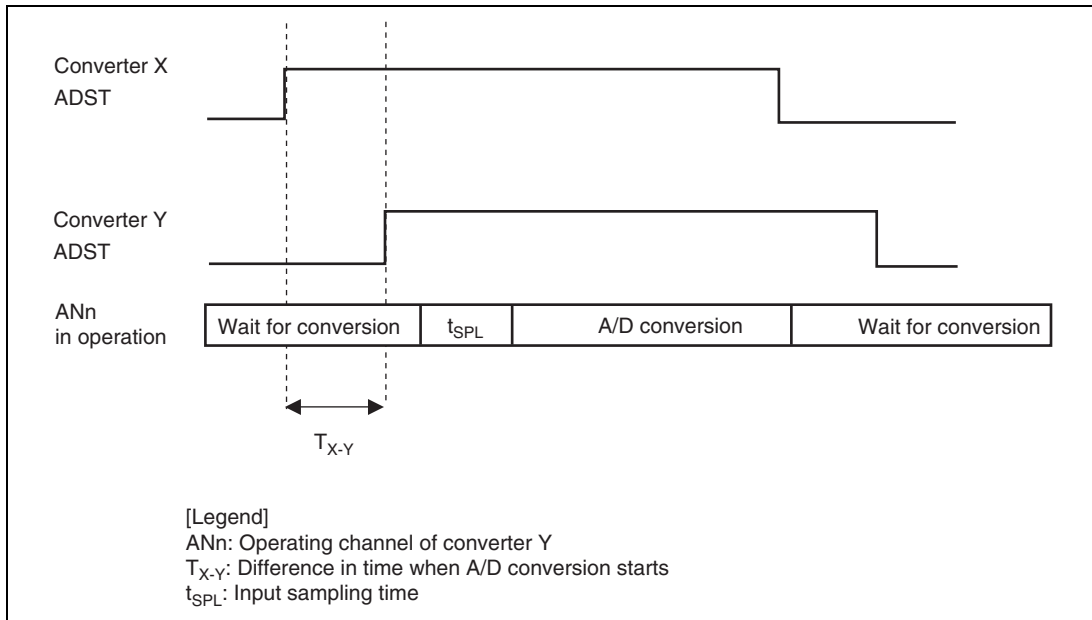 Converter X
ADST
Converter Y
ADST
ANn
in operation
Wait for conversion
tSPL
A/D conversion
Wait for conversion
TX-Y
[Legend]
ANn: Operating channel of converter Y
TX-Y: Difference in time when A/D conversion starts
tSPL: Input sampling time